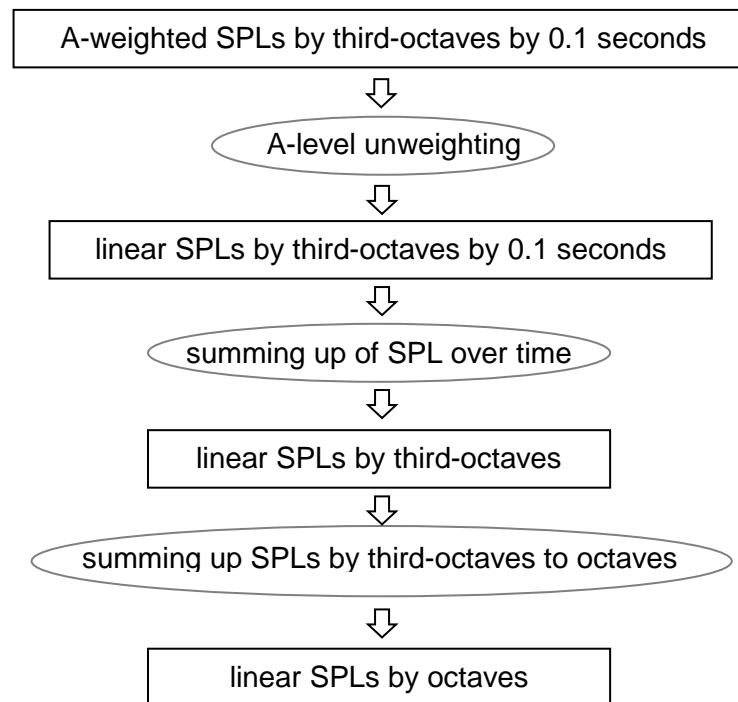 A-weighted SPLs by third-octaves by 0.1 seconds
A-level unweighting
linear SPLs by third-octaves by 0.1 seconds
summing up of SPL over time
linear SPLs by third-octaves
summing up SPLs by third-octaves to octaves
linear SPLs by octaves